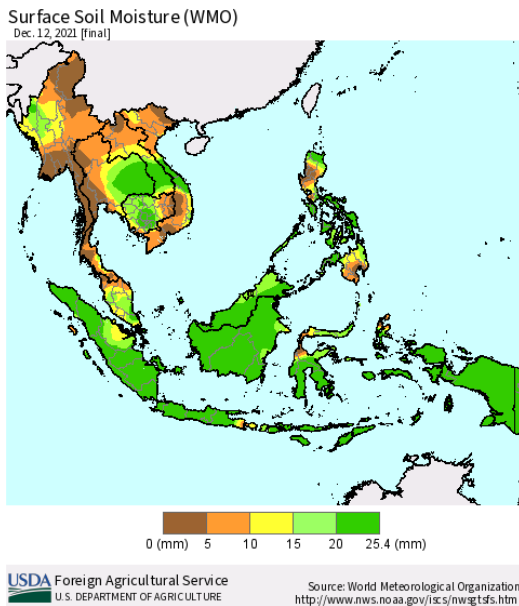 Surface Soil Moisture (WMO)
Dec. 12, 2021 [final]
0 (mm) 5 10 15 20 25.4 (mm)
USDA Foreign Agricultural Service
U.S. DEPARTMENT OF AGRICULTURE
Source: World Meteorological Organization
http://www.nws.noaa.gov/iscs/nwsgtsfs.htm